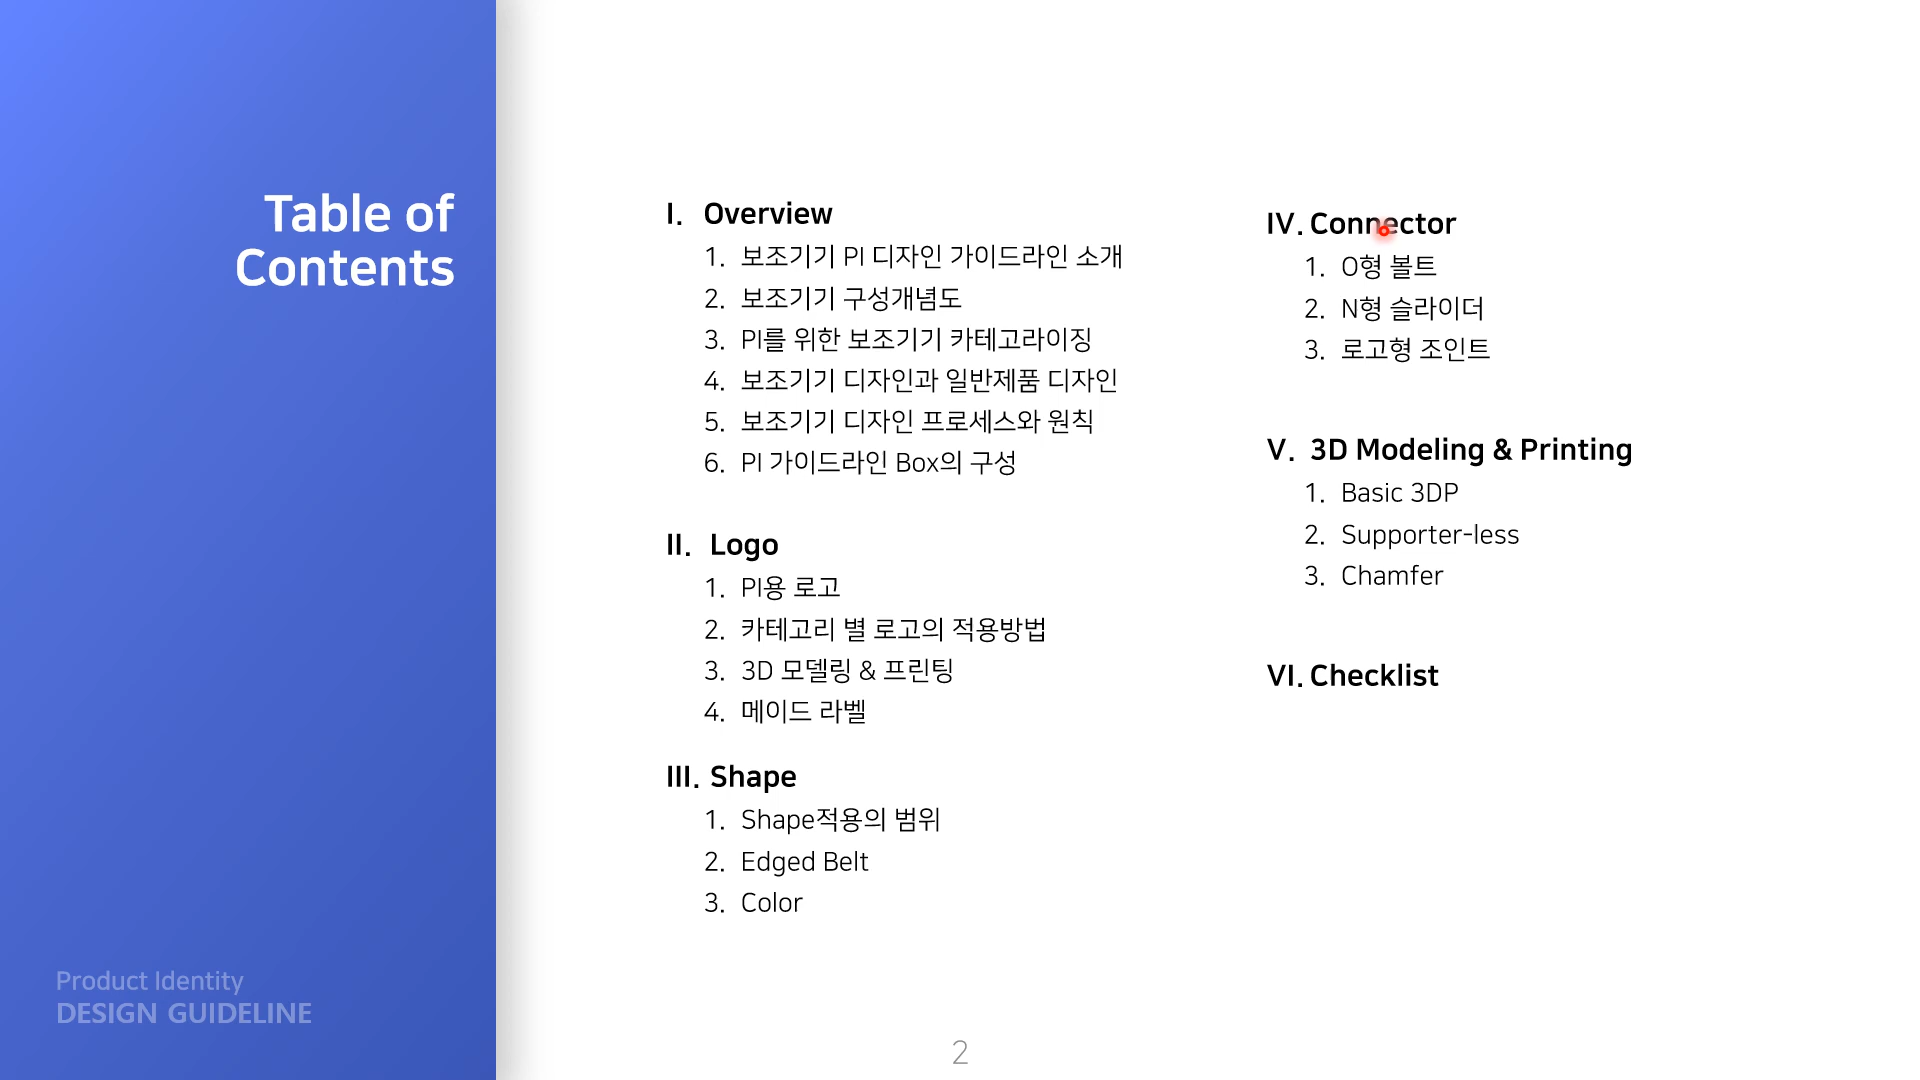 Table of
Contents
I. Overview
1. 보조기기 PI 디자인 가이드라인 소개
2. 보조기기 구성개념도
3. PI를 위한 보조기기 카테고라이징
4. 보조기기 디자인과 일반제품 디자인
5. 보조기기 디자인 프로세스와 원칙
6. PI 가이드라인 Box의 구성
II. Logo
1. PI용 로고
2. 카테고리 별 로고의 적용방법
3. 3D 모델링 & 프린팅
4. 메이드 라벨
III. Shape
1. Shape적용의 범위
2. Edged Belt
3. Color
IV. Connector
1. O형 볼트
2. N형 슬라이더
3. 로고형 조인트
V. 3D Modeling & Printing
1. Basic 3DP
2. Supporter-less
3. Chamfer
VI. Checklist
Product Identity
DESIGN GUIDELINE
2